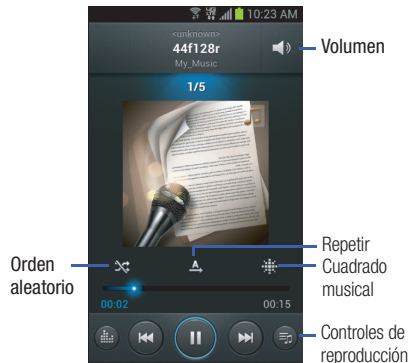 10:23 AM
<unknown>
44f128r
My_Music
Volumen
1/5
Repetir
Orden
aleatorio
A
Cuadrado
musical
00:02
00:15
Controles de
reproducción